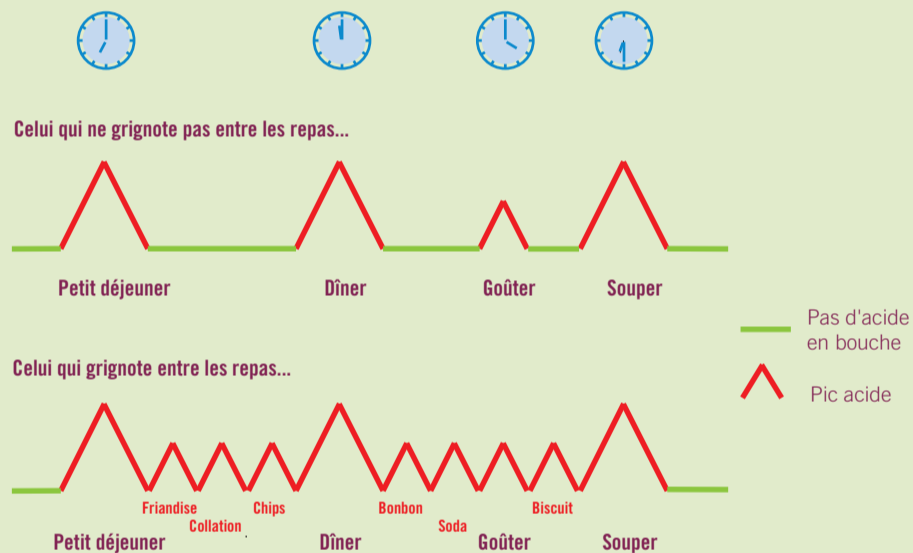 Celui qui ne grignote pas entre les repas...
Petit déjeuner Dîner Goûter Souper
Pas d'acide
en bouche
Pic acide
Celui qui grignote entre les repas...
Friandise Chips Bonbon Biscuit
Collation Soda
Petit déjeuner Dîner Goûter Souper